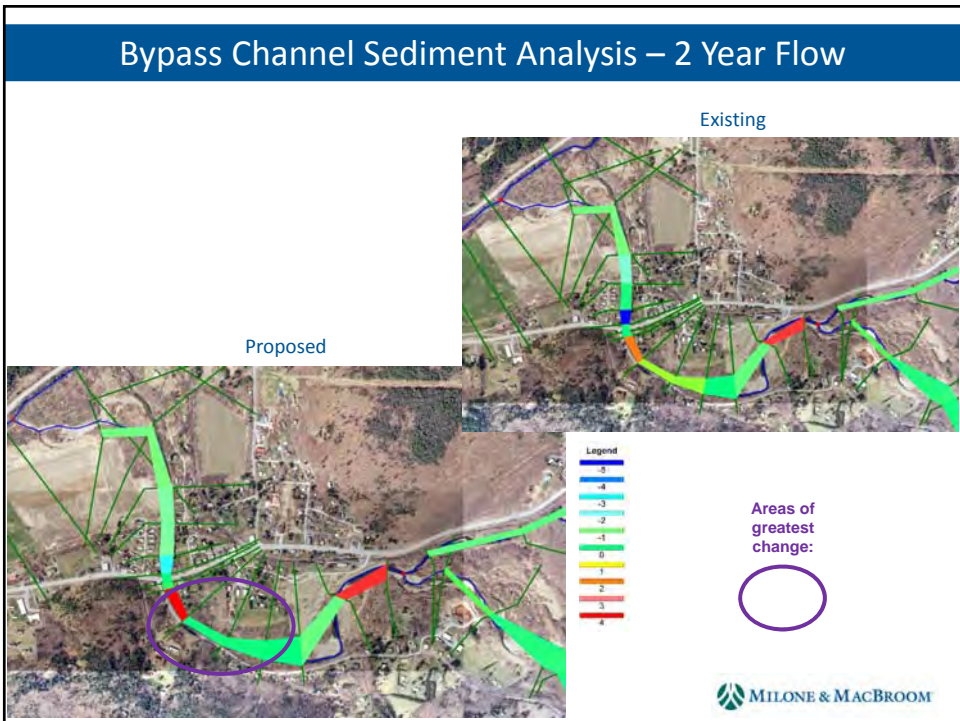 Bypass Channel Sediment Analysis – 2 Year Flow
Existing
Proposed
Legend
-5
-4
-3
-2
-1
0
1
2
3
4
Areas of
greatest
change:
MILONE & MACBROOM